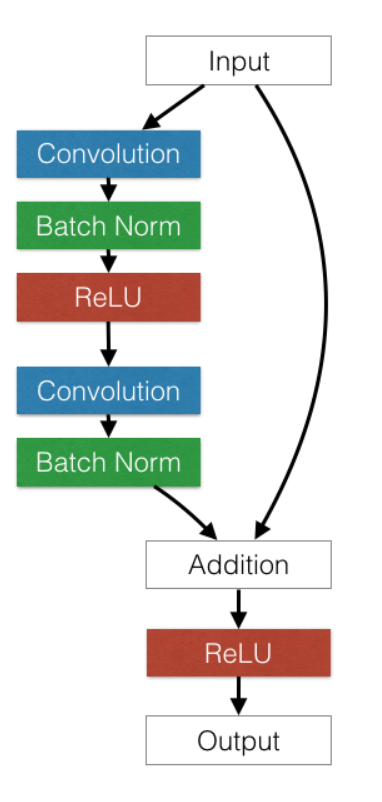 Input
Convolution
Batch Norm
ReLU
Convolution
Batch Norm
Addition
ReLU
Output